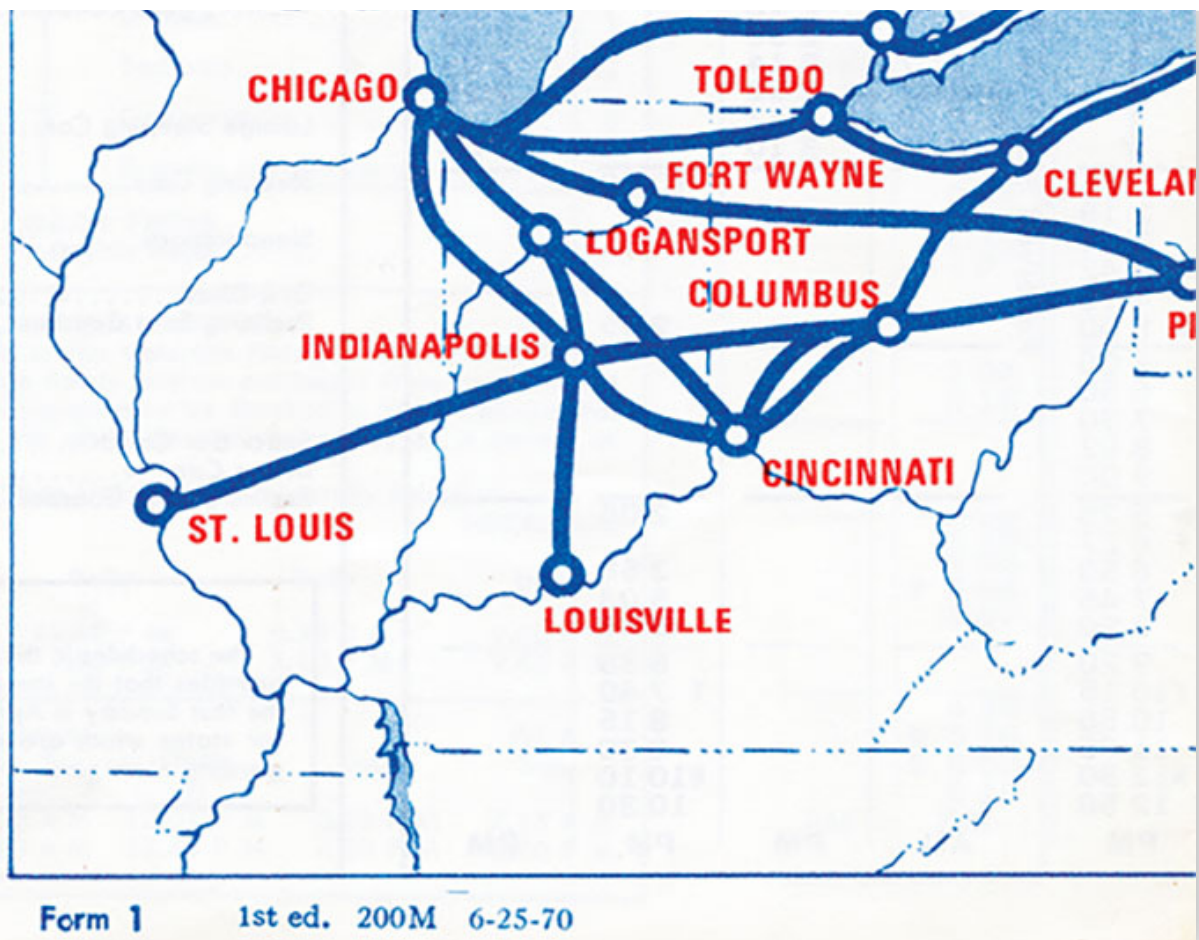 CHICAGO
TOLEDO
FORT WAYNE
CLEVELAN
LOGANSPORT
COLUMBUS
INDIANAPOLIS
PI
CINCINNATI
ST. LOUIS
LOUISVILLE
Form 1 1st ed. 200M 6-25-70